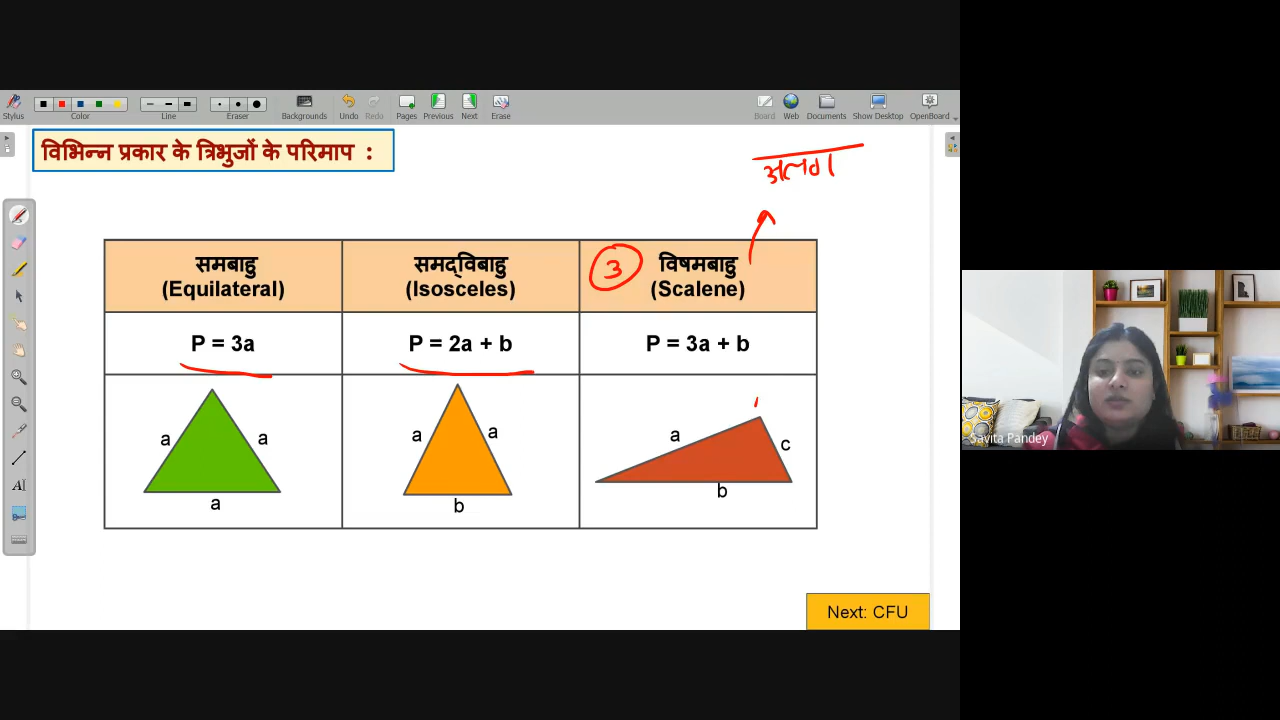 Stylus
Color
Line
Eraser
Backgrounds
Undo
Redo
Pages
Previous
Next
Erase
Board
Web
Documents
Show Desktop
OpenBoard
विभिन्न प्रकार के त्रिभुजों के परिमाप :
अलग
समबाहु
(Equilateral)
समद्विबाहु
(Isosceles)
3
विषमबाहु
(Scalene)
P = 3a
P = 2a + b
P = 3a + b
a
a
a
a
a
b
a
c
b
Savita Pandey
Next: CFU